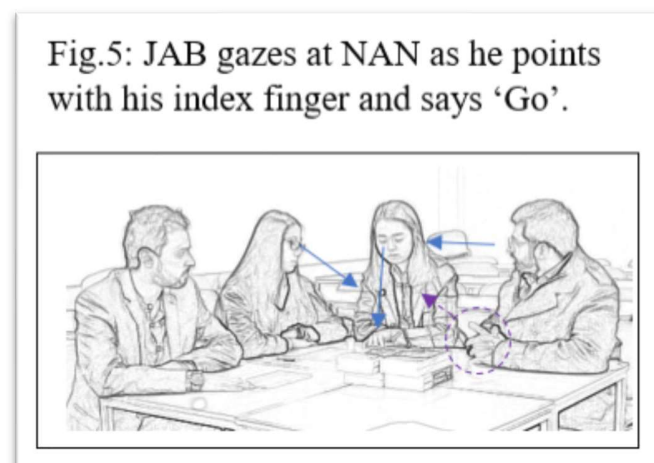 Fig.5: JAB gazes at NAN as he points
with his index finger and says ‘Go’.